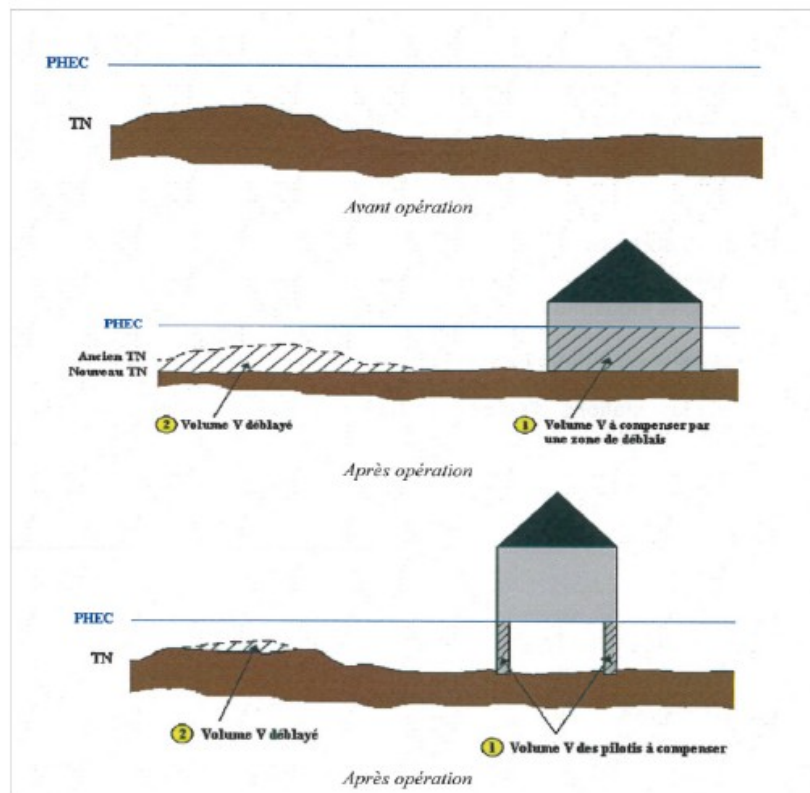 PHEC
TN
Avant opération
PHEC
Ancien TN
Nouveau TN
2 Volume V déblayé
1 Volume V à compenser par
une zone de déblais
Après opération
PHEC
TN
2 Volume V déblayé
1 Volume V des pilotis à compenser
Après opération